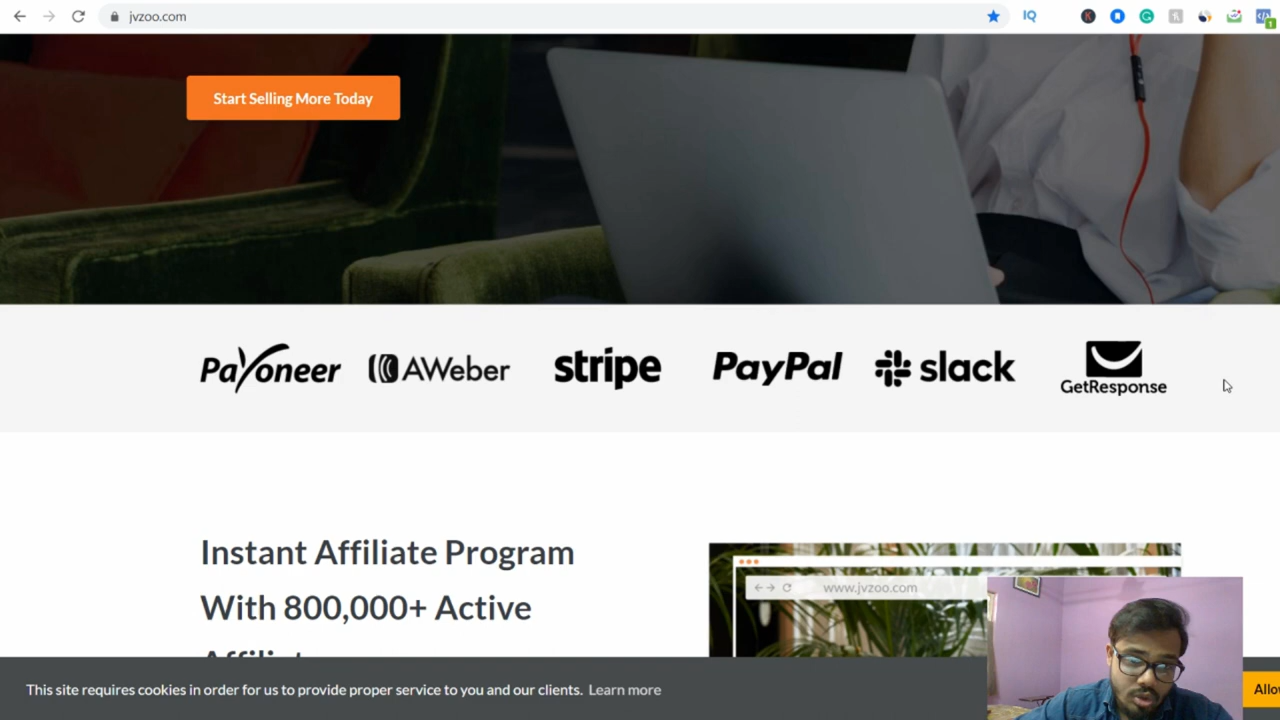 jvzoo.com
IQ
1
Start Selling More Today
Payoneer AWeber stripe PayPal slack GetResponse
Instant Affiliate Program
With 800,000+ Active
www.jvzoo.com
This site requires cookies in order for us to provide proper service to you and our clients. Learn more